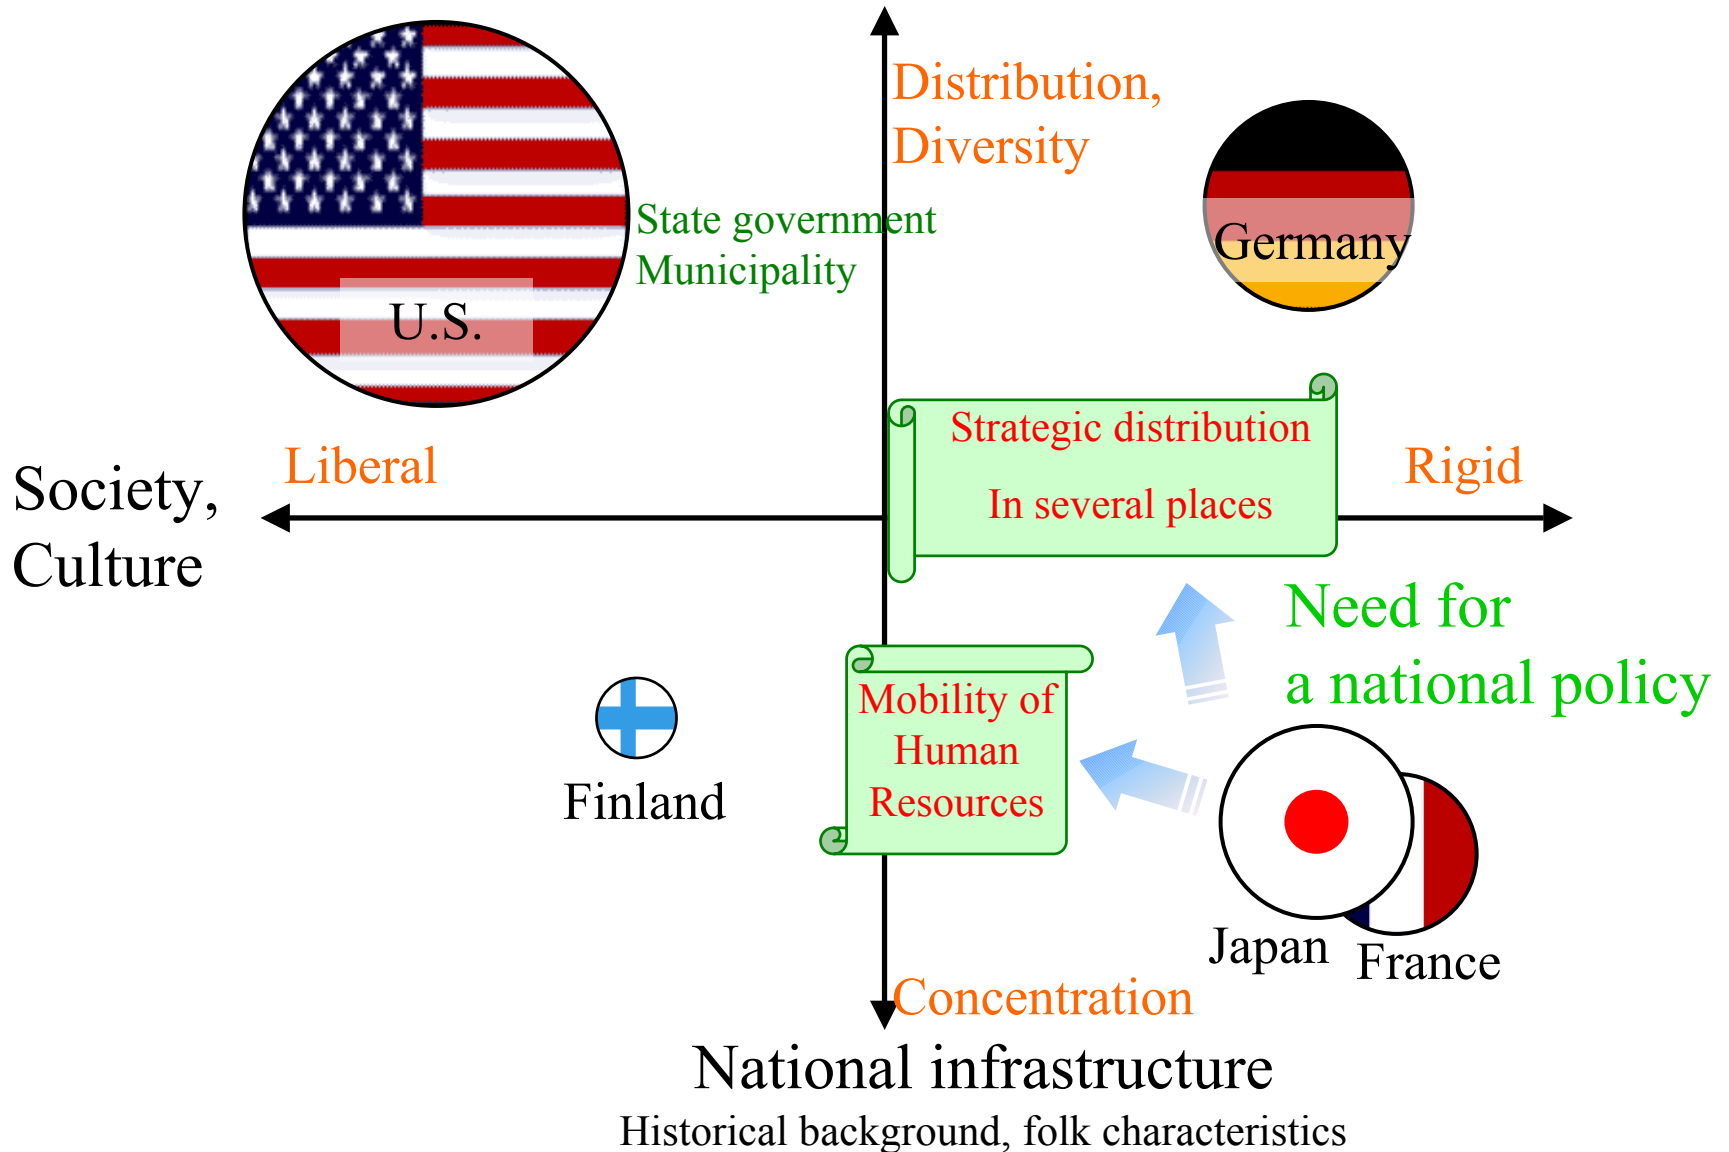 Distribution,
Diversity
State government
Municipality
U.S.
Germany
Strategic distribution
In several places
Liberal
Rigid
Society,
Culture
Need for
a national policy
Mobility of
Human
Resources
Finland
Japan
France
Concentration
National infrastructure
Historical background, folk characteristics